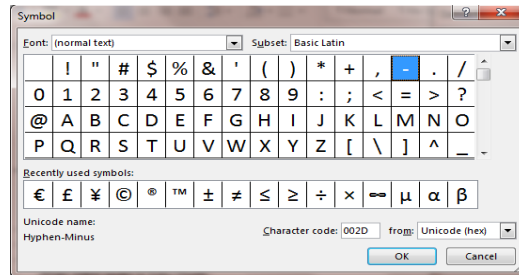 Symbol
Font: (normal text) Subset: Basic Latin
! " # $ % & ' ( ) * + , - . /
0 1 2 3 4 5 6 7 8 9 : ; < = > ?
@ A B C D E F G H I J K L M N O
P Q R S T U V W X Y Z [ \ ] ^ _
Recently used symbols:
€ £ ¥ © ® ™ ± ≠ ≤ ≥ ÷ × ∞ µ α β
Unicode name:
Hyphen-Minus
Character code: 002D from: Unicode (hex)
OK Cancel